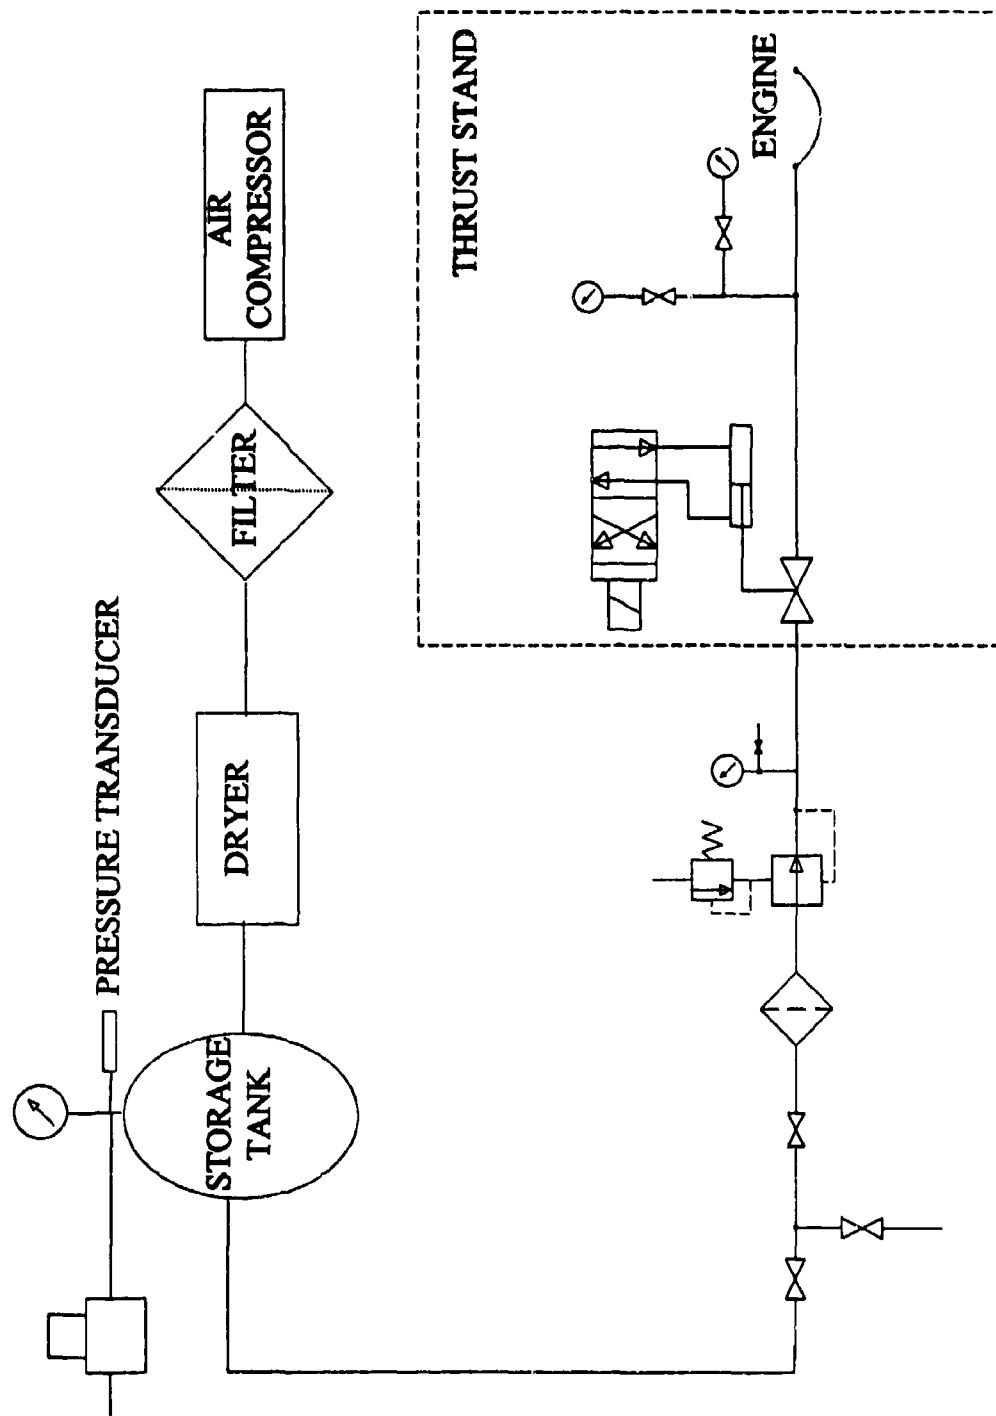 PRESSURE TRANSDUCER
STORAGE
TANK
DRYER
FILTER
AIR
COMPRESSOR
THRUST STAND
ENGINE